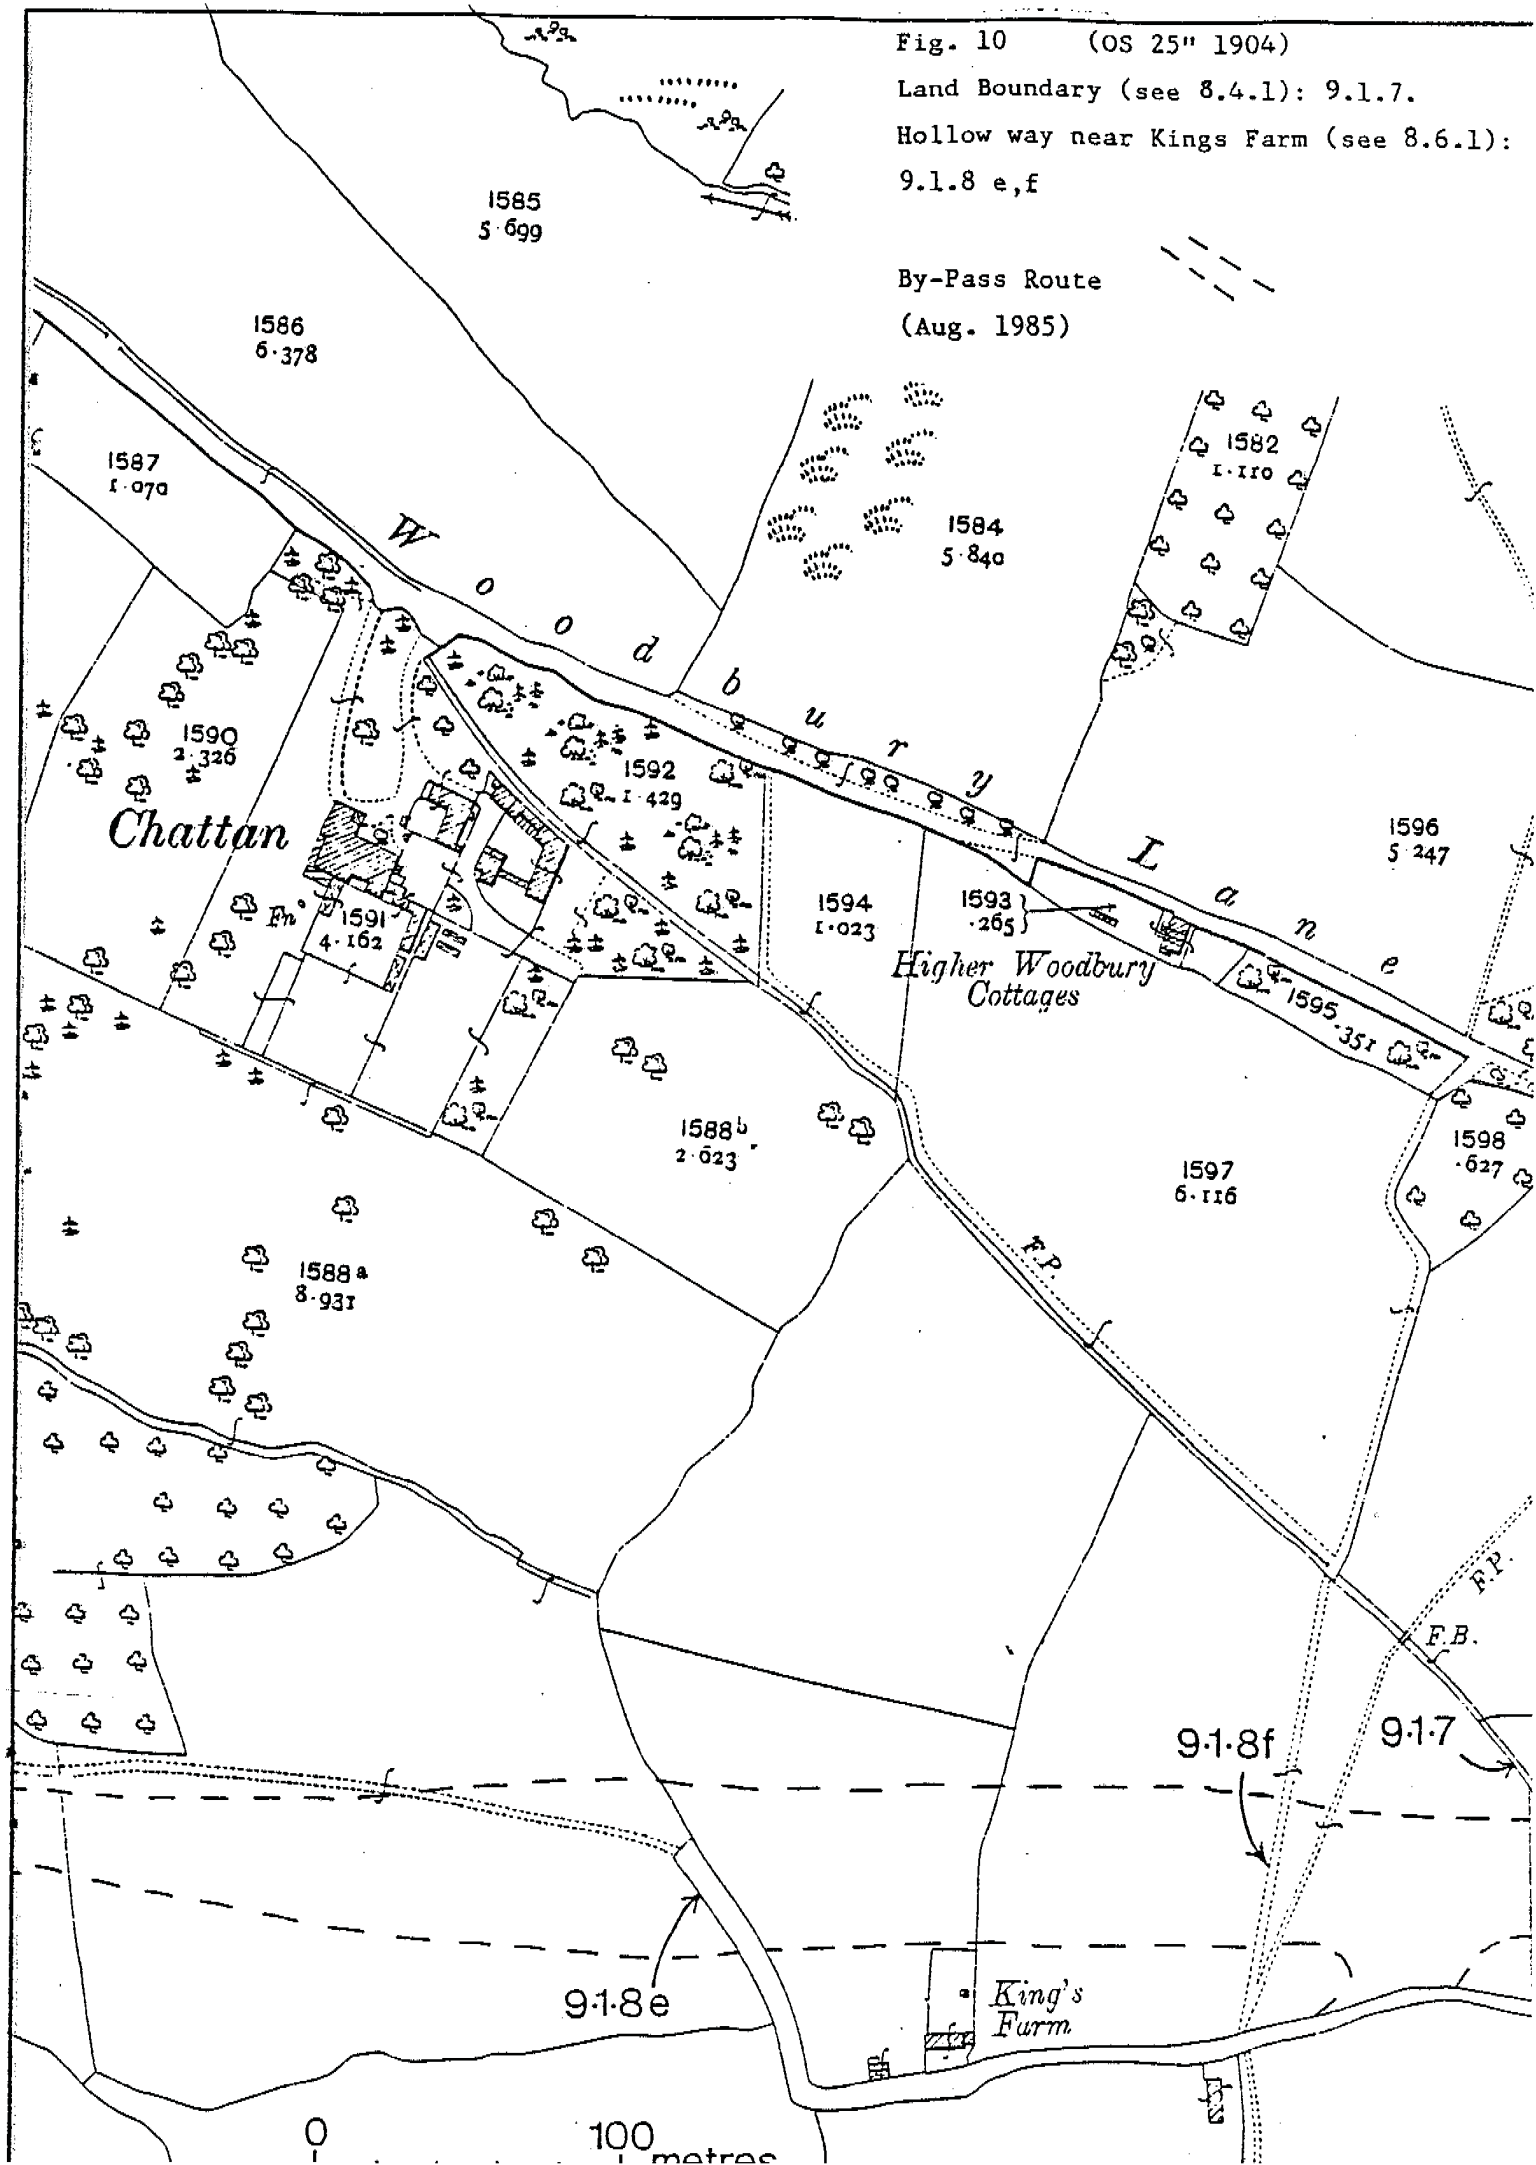 Fig. 10 (OS 25" 1904)
Land Boundary (see 8.4.1): 9.1.7.
Hollow way near Kings Farm (see 8.6.1):
9.1.8 e,f
By-Pass Route
(Aug. 1985)
1585
5·699
1586
6·378
1587
1·070
1582
1·110
1584
5·840
Woodbury Lane
1590
2·326
1592
1·429
Chattan
1596
5·247
Fn
1591
4·162
1594
1·023
1593
·265
Higher Woodbury
Cottages
1595
·351
1588b
2·623
1598
·627
1597
6·116
F.P.
1588a
8·931
F.P.
F.B.
9·1·8f
9·1·7
9·1·8e
King's
Farm
0
100
metres